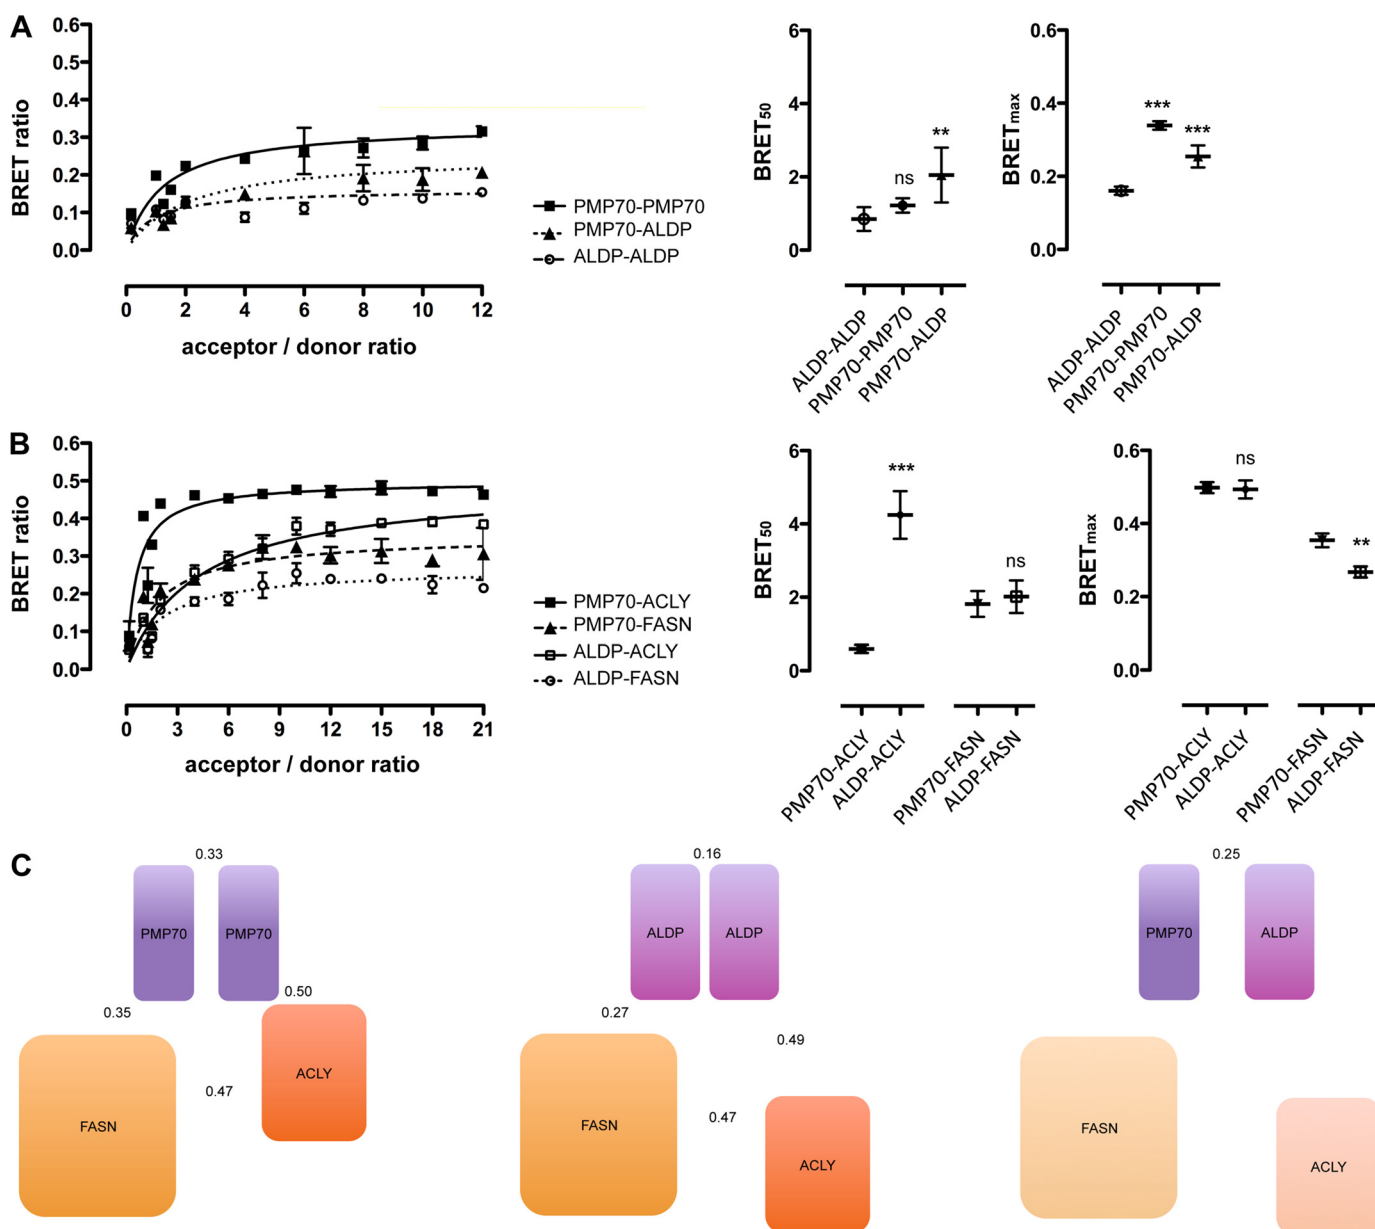 A
BRET ratio
0.6
0.5
0.4
0.3
0.2
0.1
0.0
0 2 4 6 8 10 12
acceptor / donor ratio
PMP70-PMP70
PMP70-ALDP
ALDP-ALDP
BRET50
6
4
2
0
ns
**
ALDP-ALDP
PMP70-PMP70
PMP70-ALDP
BRETmax
0.6
0.4
0.2
0.0
***
***
ALDP-ALDP
PMP70-PMP70
PMP70-ALDP
B
BRET ratio
0.6
0.5
0.4
0.3
0.2
0.1
0.0
0 3 6 9 12 15 18 21
acceptor / donor ratio
PMP70-ACLY
PMP70-FASN
ALDP-ACLY
ALDP-FASN
BRET50
6
4
2
0
***
ns
PMP70-ACLY
ALDP-ACLY
PMP70-FASN
ALDP-FASN
BRETmax
0.6
0.4
0.2
0.0
ns
**
PMP70-ACLY
ALDP-ACLY
PMP70-FASN
ALDP-FASN
C
0.33
PMP70 PMP70
0.50
0.35
ACLY
0.47
FASN
0.16
ALDP ALDP
0.27
0.49
0.47
FASN
ACLY
0.25
PMP70 ALDP
FASN
ACLY